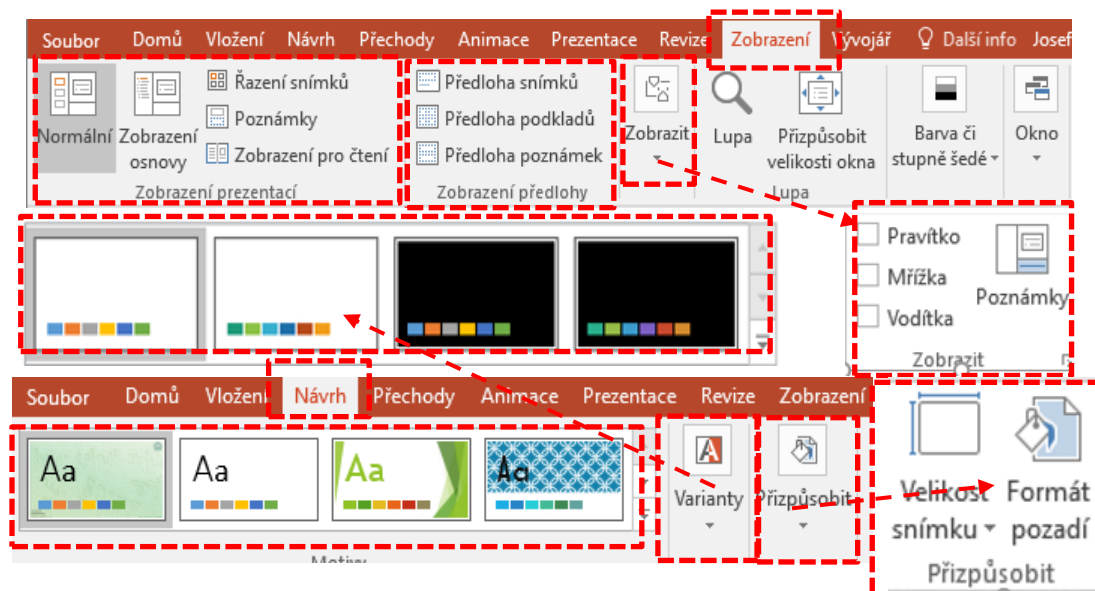 Soubor Domů Vložení Návrh Přechody Animace Prezentace Revize Zobrazení Vývojář Další info Josef
Normální
Zobrazení
osnovy
Řazení snímků
Poznámky
Zobrazení pro čtení
Zobrazení prezentací
Předloha snímků
Předloha podkladů
Předloha poznámek
Zobrazení předlohy
Zobrazit
Lupa
Přizpůsobit
velikosti okna
Lupa
Barva či
stupně šedé
Okno
Pravítko
Mřížka
Vodítka
Poznámky
Zobrazit
Soubor Domů Vložení Návrh Přechody Animace Prezentace Revize Zobrazení
Aa
Aa
Aa
Aa
Motivy
Varianty
Přizpůsobit
Velikost
snímku
Formát
pozadí
Přizpůsobit